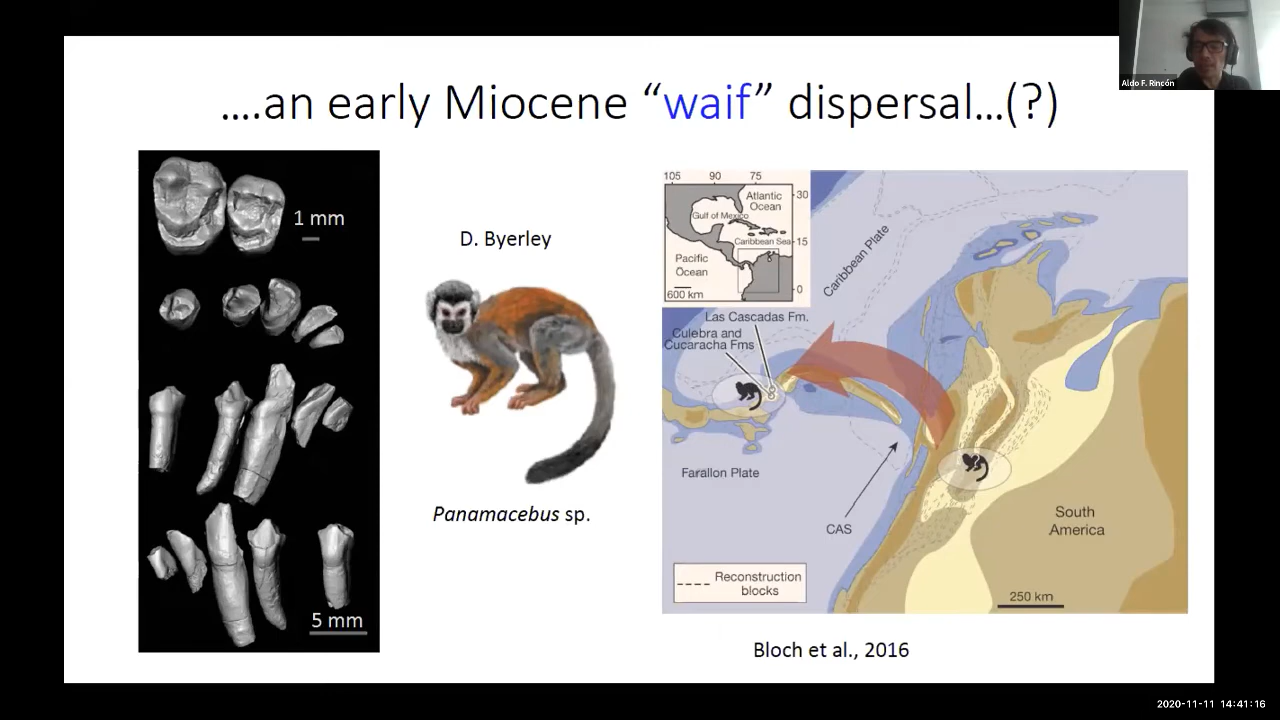 Aldo F. Rincón
….an early Miocene “waif” dispersal…(?)
1 mm
5 mm
D. Byerley
Panamacebus sp.
105 90 75
Atlantic
Ocean
30
Gulf of Mexico
Caribbean Sea
15
Pacific
Ocean
0
600 km
Caribbean Plate
Las Cascadas Fm.
Culebra and
Cucaracha Fms
Farallon Plate
CAS
South
America
Reconstruction
blocks
250 km
Bloch et al., 2016
2020-11-11 14:41:16